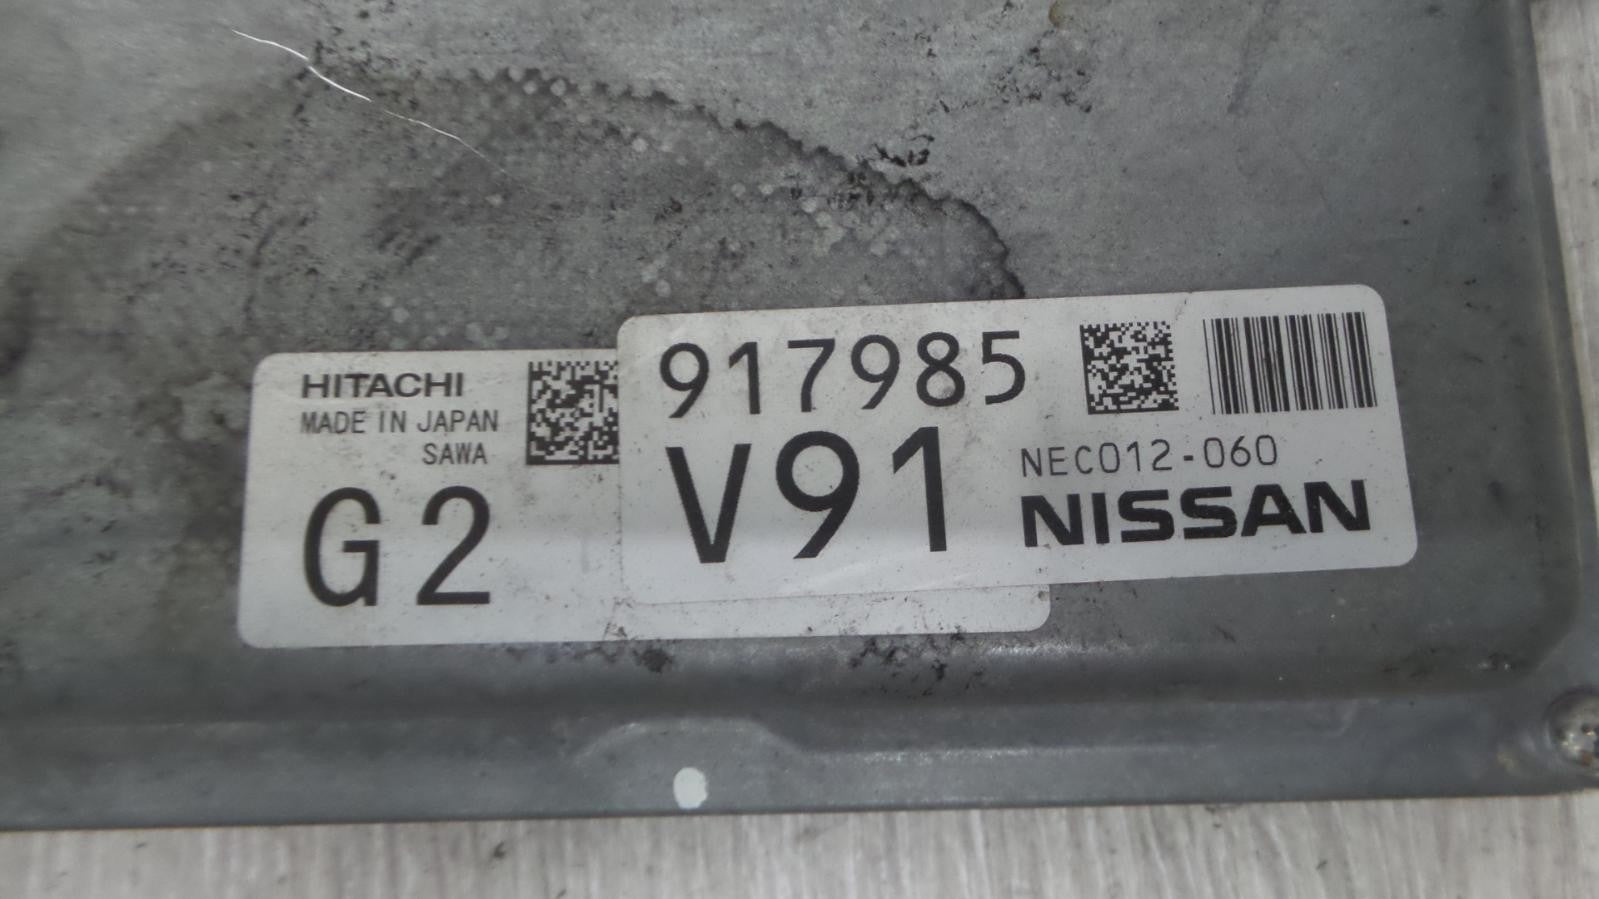 HITACHI
MADE IN JAPAN
SAWA
G2
917985
V91
NEC012-060
NISSAN